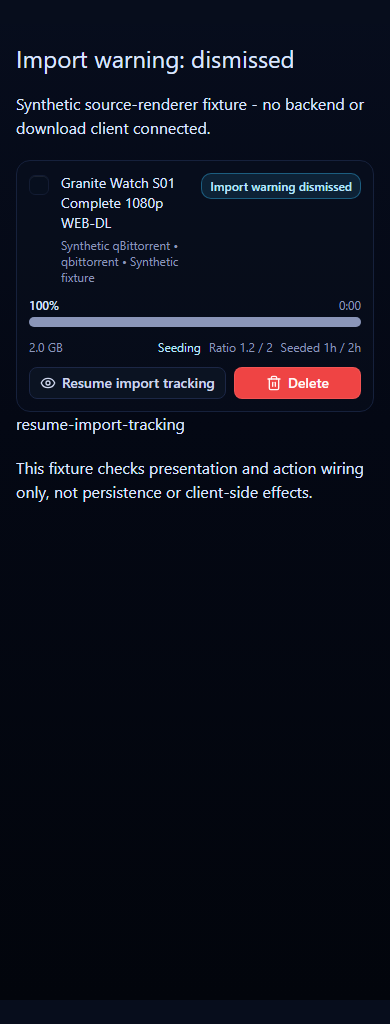 Import warning: dismissed
Synthetic source-renderer fixture - no backend or
download client connected.
Granite Watch S01
Complete 1080p
WEB-DL
Import warning dismissed
Synthetic qBittorrent •
qbittorrent • Synthetic
fixture
100% 0:00
2.0 GB Seeding Ratio 1.2 / 2 Seeded 1h / 2h
Resume import tracking Delete
resume-import-tracking
This fixture checks presentation and action wiring
only, not persistence or client-side effects.